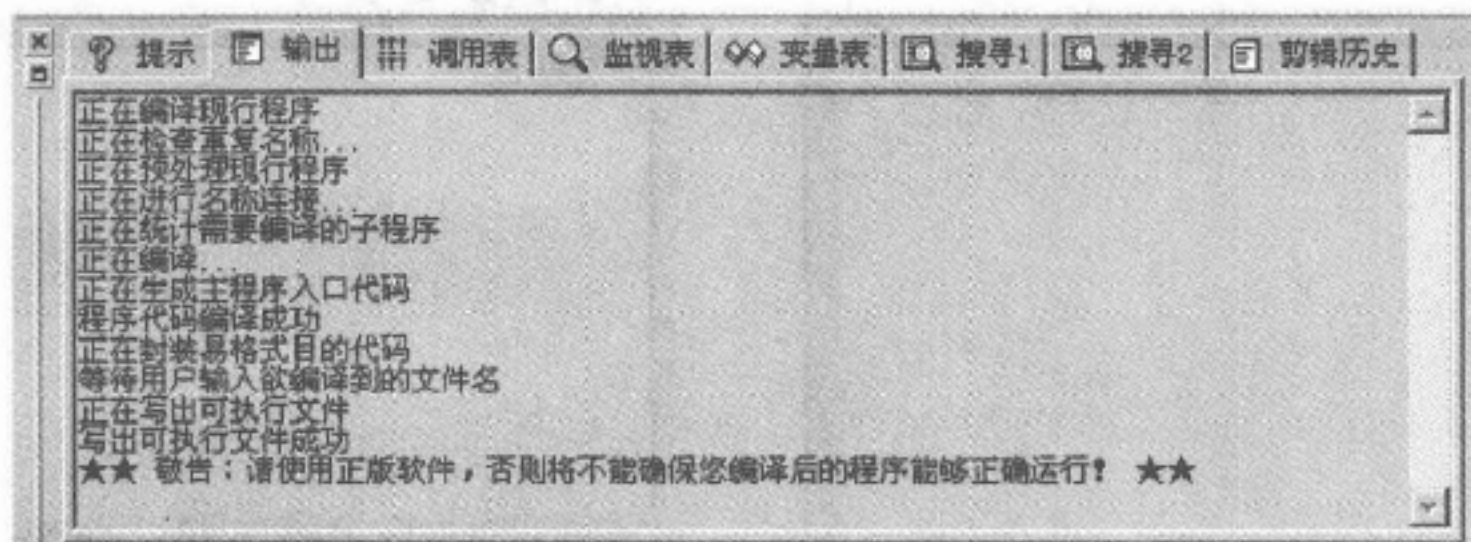 提示 输出 调用表 监视表 变量表 搜寻1 搜寻2 剪辑历史
正在编译现行程序
正在检查重复名称...
正在预处理现行程序
正在进行名称连接...
正在统计需要编译的子程序
正在编译...
正在生成主程序入口代码
程序代码编译成功
正在封装易格式目的代码
等待用户输入欲编译到的文件名
正在写出可执行文件
写出可执行文件成功
★★ 敬告：请使用正版软件，否则将不能确保您编译后的程序能够正确运行！ ★★